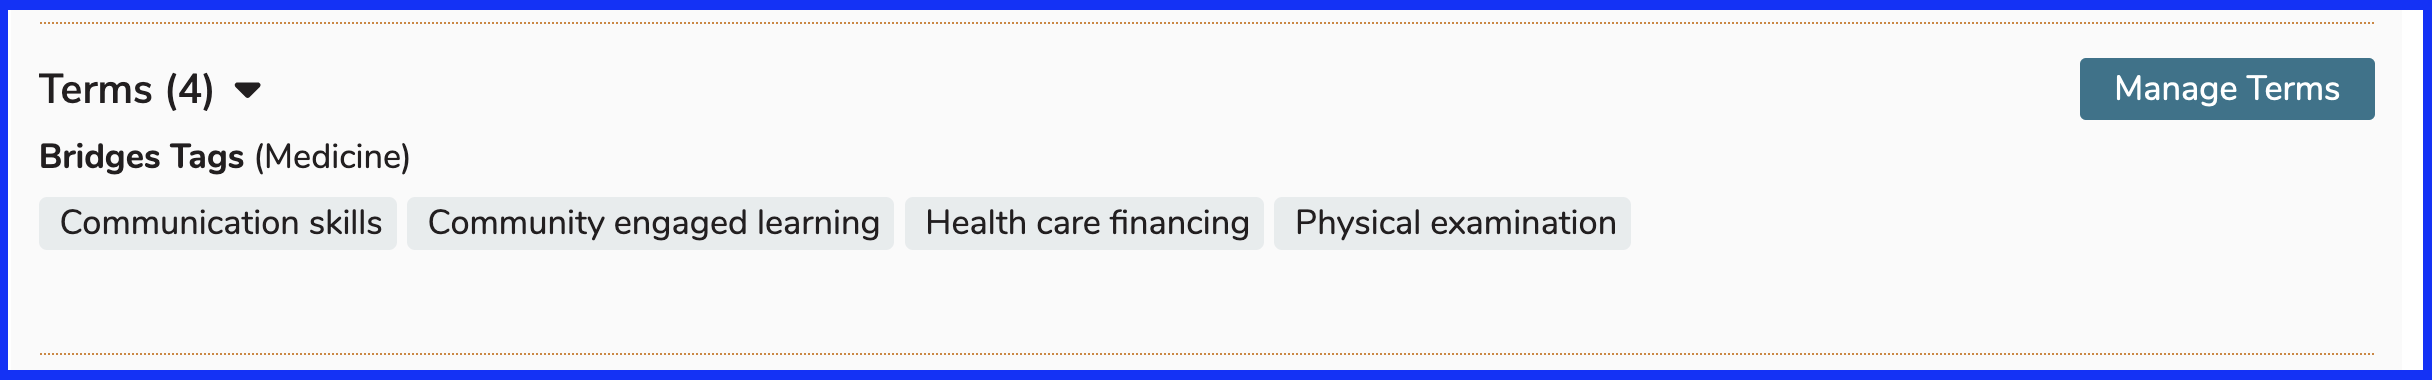 Terms (4)
Manage Terms
Bridges Tags (Medicine)
Communication skills Community engaged learning Health care financing Physical examination